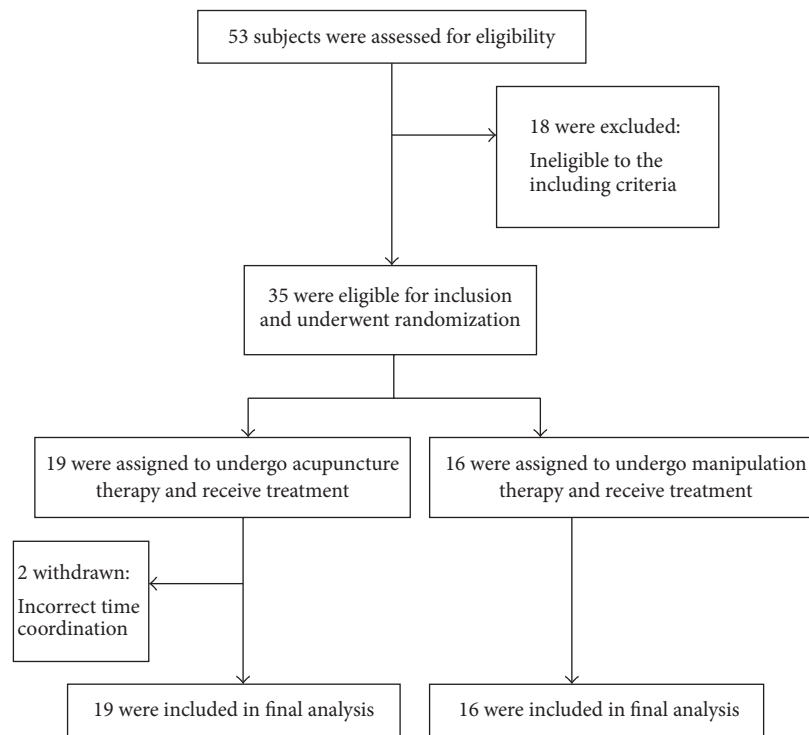 53 subjects were assessed for eligibility
18 were excluded:
Ineligible to the
including criteria
35 were eligible for inclusion
and underwent randomization
19 were assigned to undergo acupuncture
therapy and receive treatment
16 were assigned to undergo manipulation
therapy and receive treatment
2 withdrawn:
Incorrect time
coordination
19 were included in final analysis
16 were included in final analysis